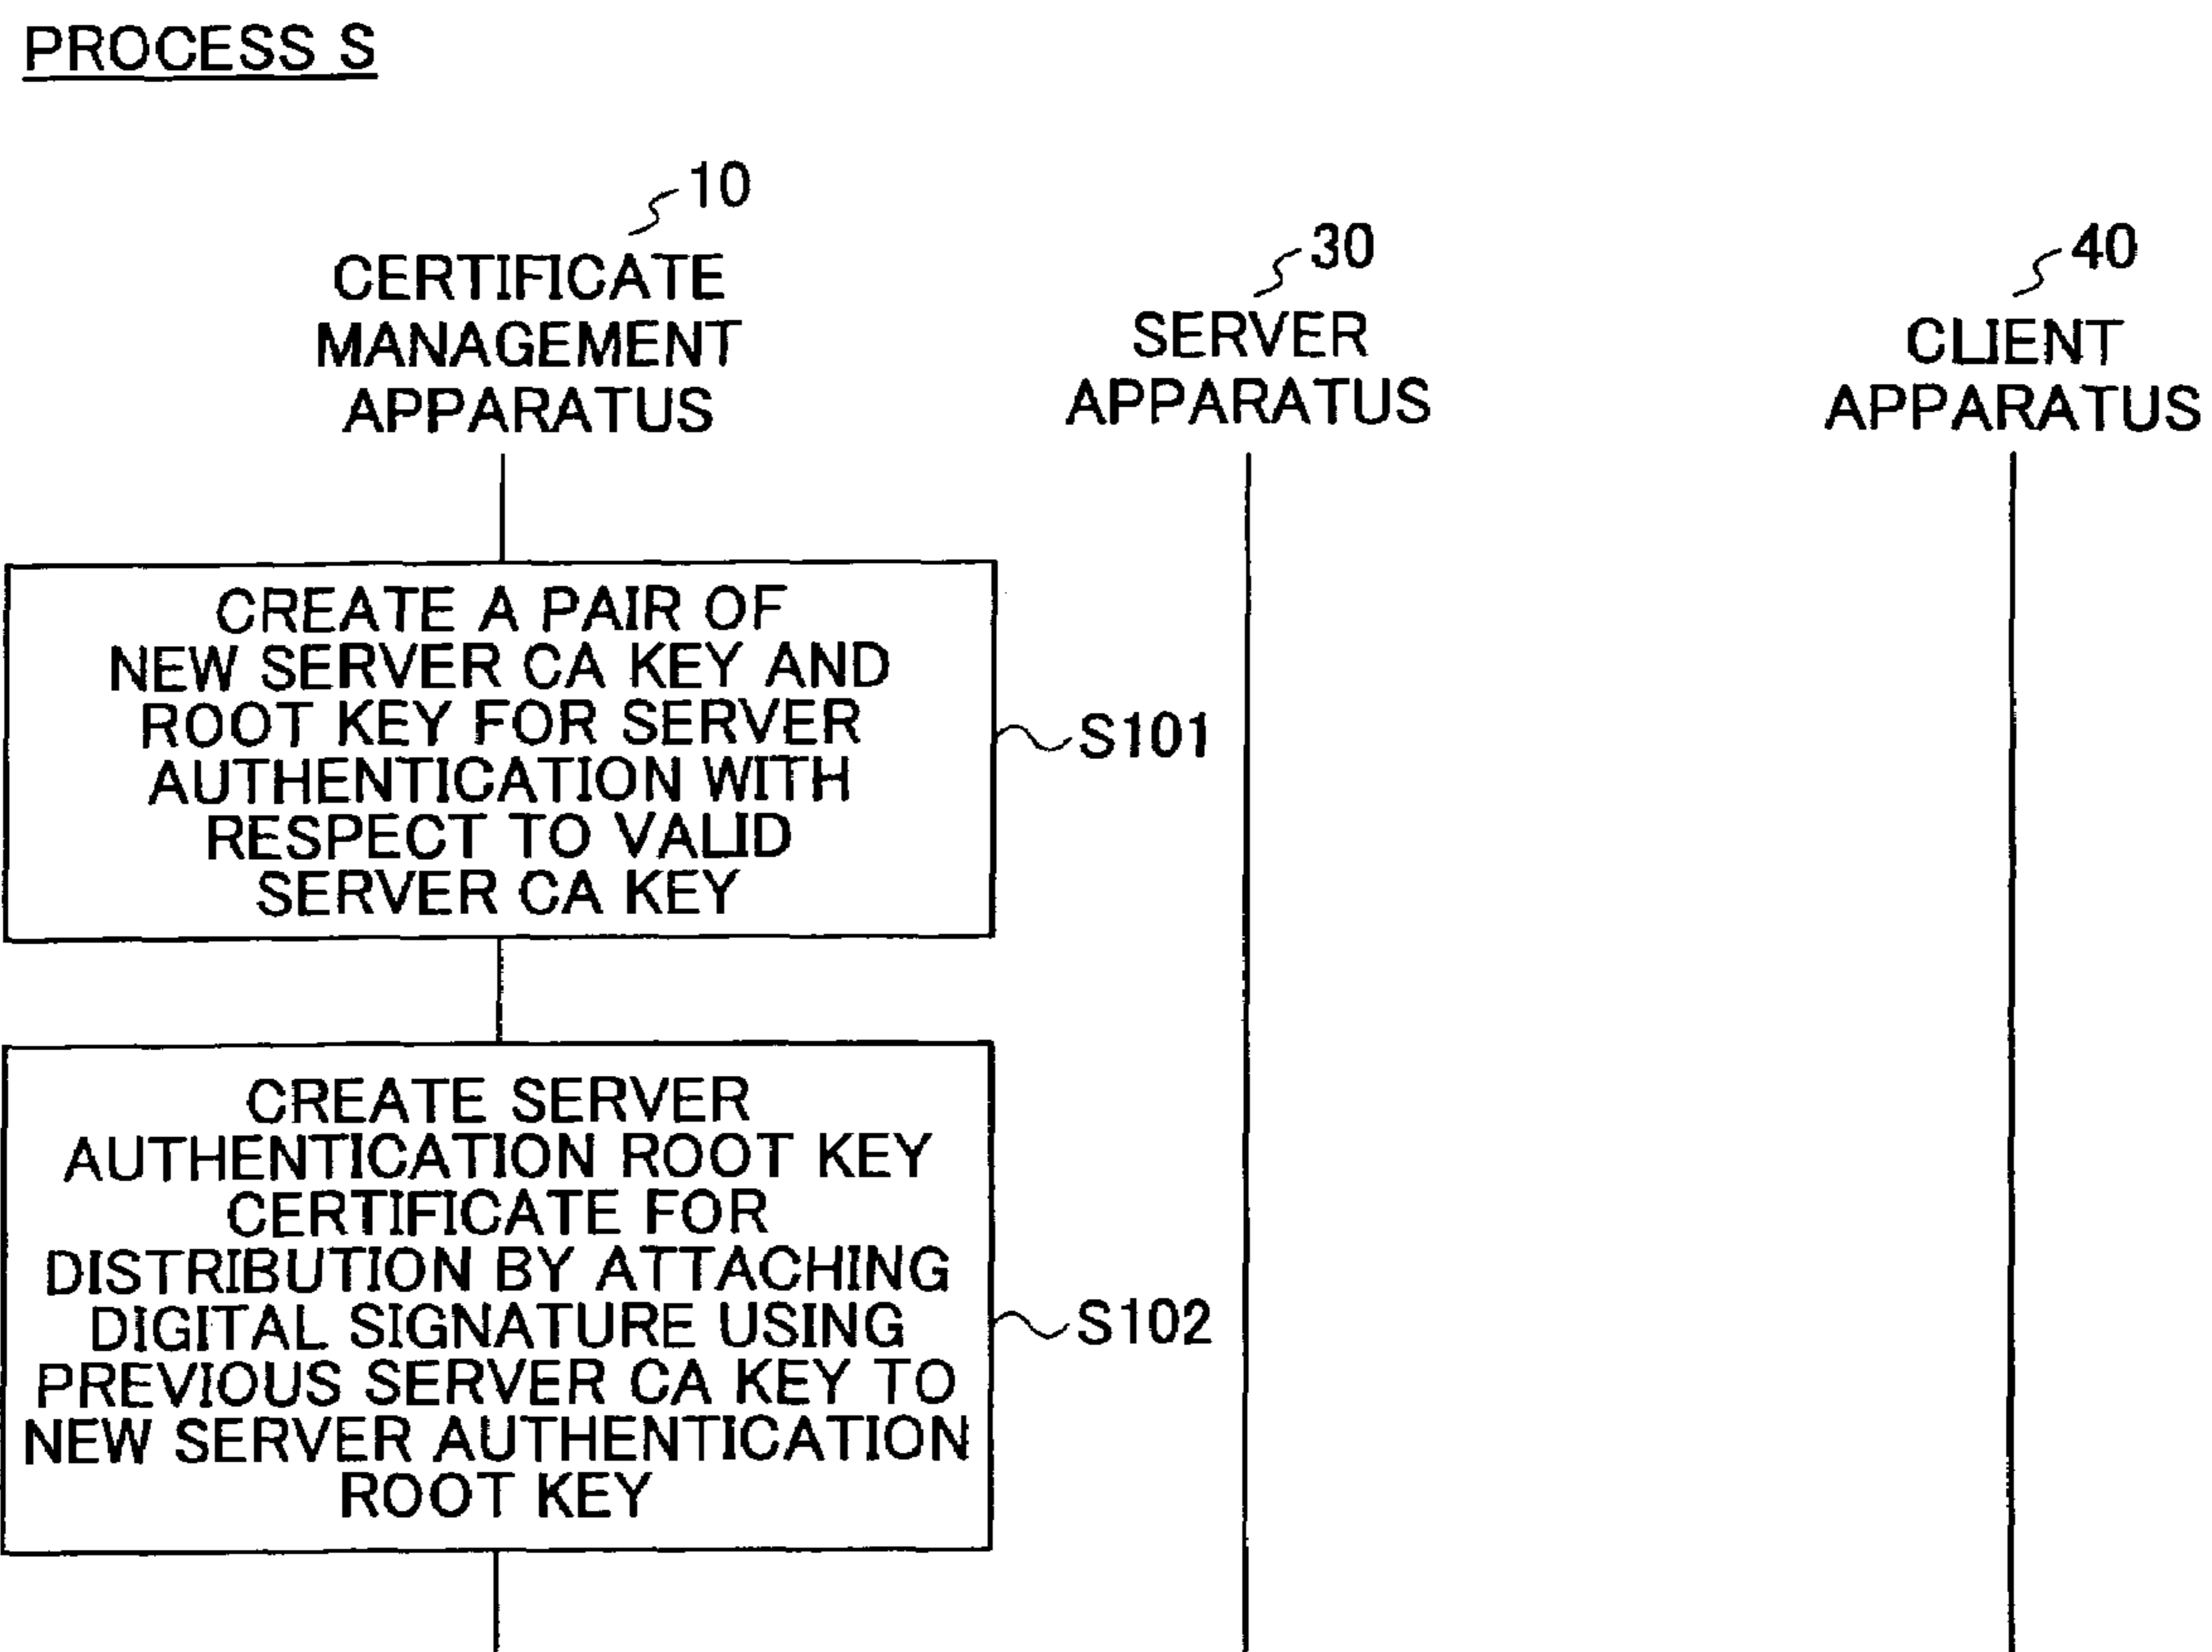 PROCESS S
10
CERTIFICATE
MANAGEMENT
APPARATUS
30
SERVER
APPARATUS
40
CLIENT
APPARATUS
CREATE A PAIR OF
NEW SERVER CA KEY AND
ROOT KEY FOR SERVER
AUTHENTICATION WITH
RESPECT TO VALID
SERVER CA KEY
S101
CREATE SERVER
AUTHENTICATION ROOT KEY
CERTIFICATE FOR
DISTRIBUTION BY ATTACHING
DIGITAL SIGNATURE USING
PREVIOUS SERVER CA KEY TO
NEW SERVER AUTHENTICATION
ROOT KEY
S102